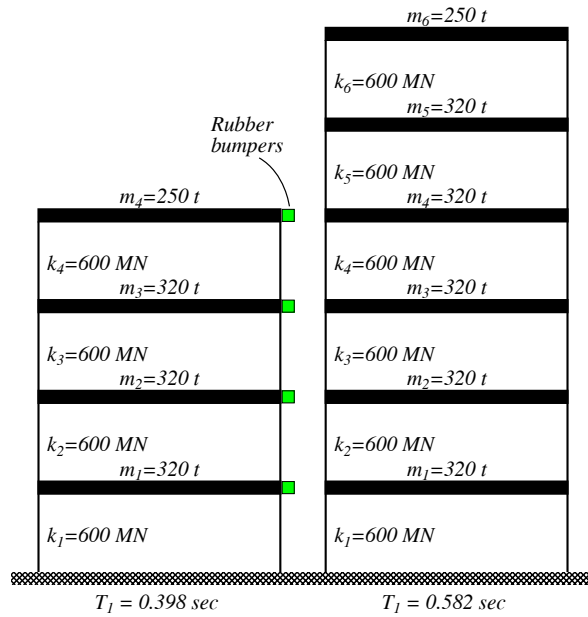 m₆=250 t
k₆=600 MN
m₅=320 t
Rubber
bumpers
k₅=600 MN
m₄=250 t
m₄=320 t
k₄=600 MN
k₄=600 MN
m₃=320 t
m₃=320 t
k₃=600 MN
k₃=600 MN
m₂=320 t
m₂=320 t
k₂=600 MN
k₂=600 MN
m₁=320 t
m₁=320 t
k₁=600 MN
k₁=600 MN
T₁ = 0.398 sec
T₁ = 0.582 sec